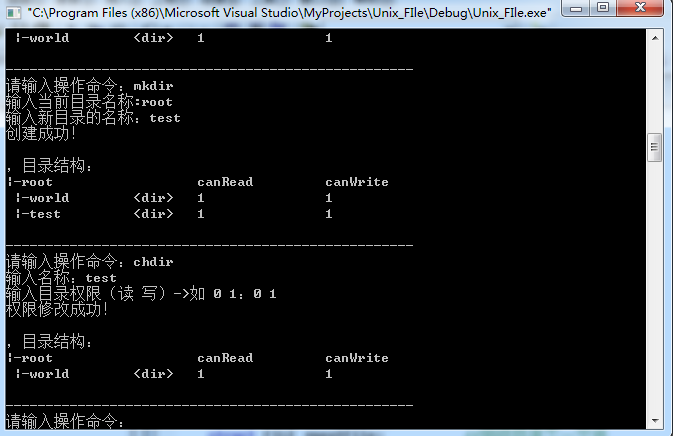 "C:\Program Files (x86)\Microsoft Visual Studio\MyProjects\Unix_FIle\Debug\Unix_FIle.exe"
|-world <dir> 1 1
---------------------------------------------------
请输入操作命令：mkdir
输入当前目录名称:root
输入新目录的名称：test
创建成功!
，目录结构：
|-root canRead canWrite
|-world <dir> 1 1
|-test <dir> 1 1
---------------------------------------------------
请输入操作命令：chdir
输入名称：test
输入目录权限（读 写）->如 0 1：0 1
权限修改成功!
，目录结构：
|-root canRead canWrite
|-world <dir> 1 1
---------------------------------------------------
请输入操作命令：